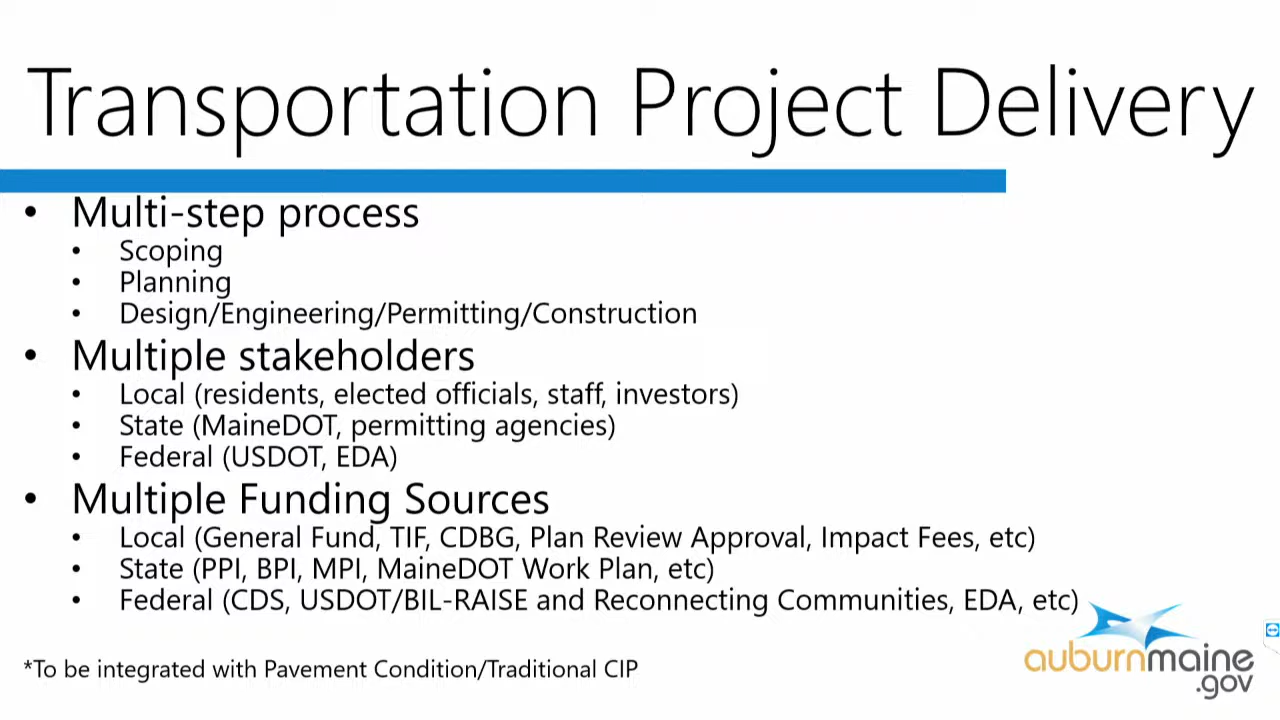 Transportation Project Delivery
• Multi-step process
• Scoping
• Planning
• Design/Engineering/Permitting/Construction
• Multiple stakeholders
• Local (residents, elected officials, staff, investors)
• State (MaineDOT, permitting agencies)
• Federal (USDOT, EDA)
• Multiple Funding Sources
• Local (General Fund, TIF, CDBG, Plan Review Approval, Impact Fees, etc)
• State (PPI, BPI, MPI, MaineDOT Work Plan, etc)
• Federal (CDS, USDOT/BIL-RAISE and Reconnecting Communities, EDA, etc)
*To be integrated with Pavement Condition/Traditional CIP
auburnmaine
.gov